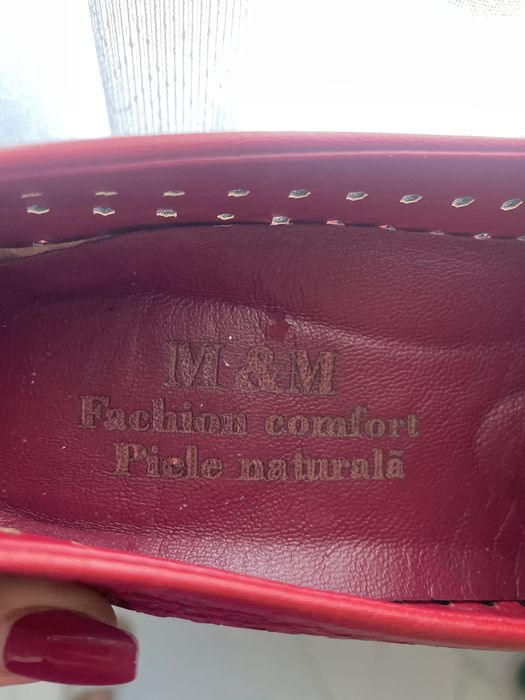 M & M
Fachion comfort
Piele naturală